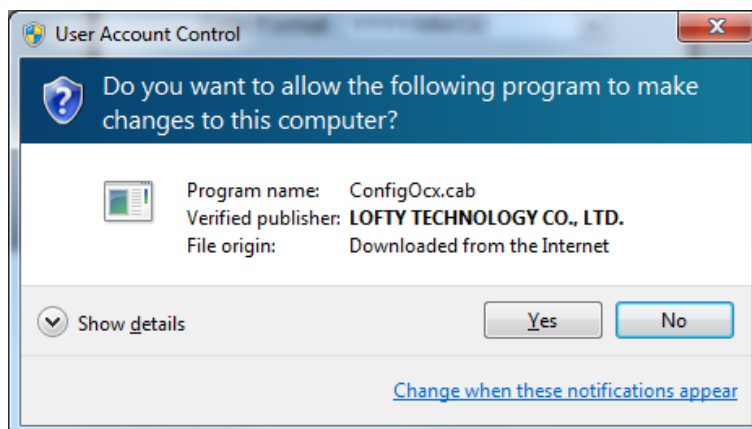 User Account Control
Do you want to allow the following program to make
changes to this computer?
Program name: ConfigOcx.cab
Verified publisher: LOFTY TECHNOLOGY CO., LTD.
File origin: Downloaded from the Internet
Show details
Yes
No
Change when these notifications appear